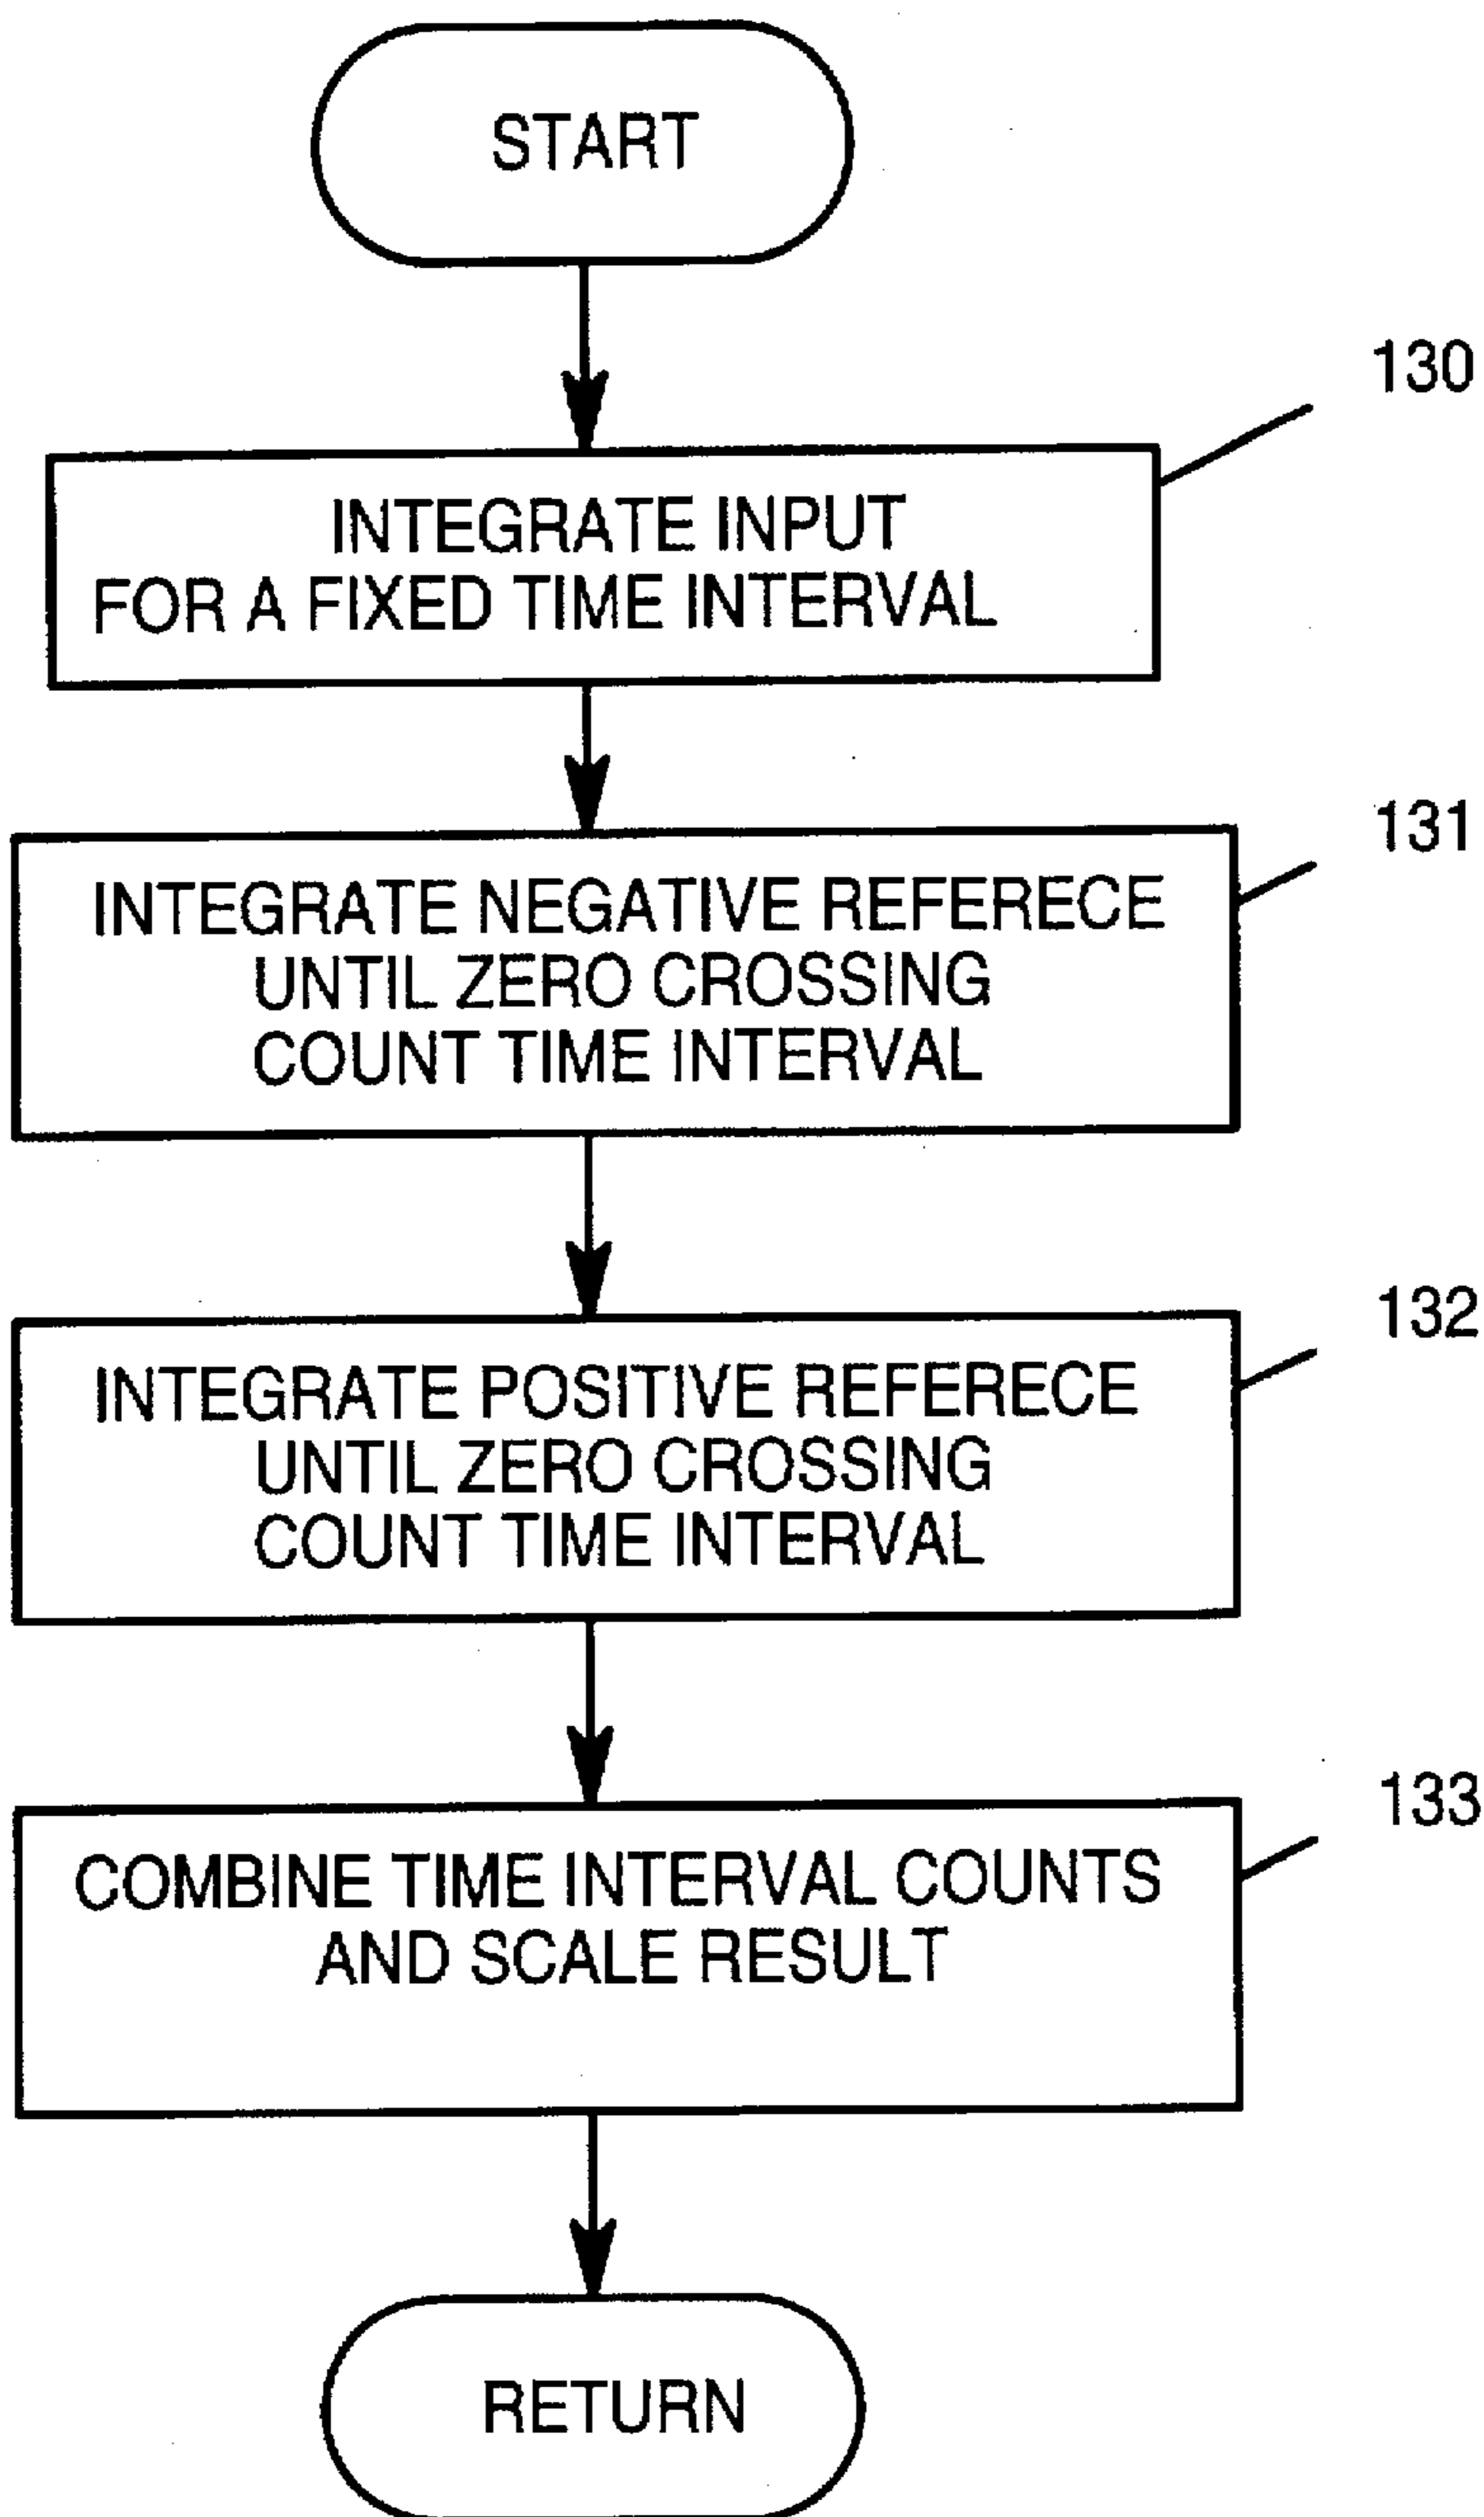 START
130
INTEGRATE INPUT
FOR A FIXED TIME INTERVAL
131
INTEGRATE NEGATIVE REFERECE
UNTIL ZERO CROSSING
COUNT TIME INTERVAL
132
INTEGRATE POSITIVE REFERECE
UNTIL ZERO CROSSING
COUNT TIME INTERVAL
133
COMBINE TIME INTERVAL COUNTS
AND SCALE RESULT
RETURN